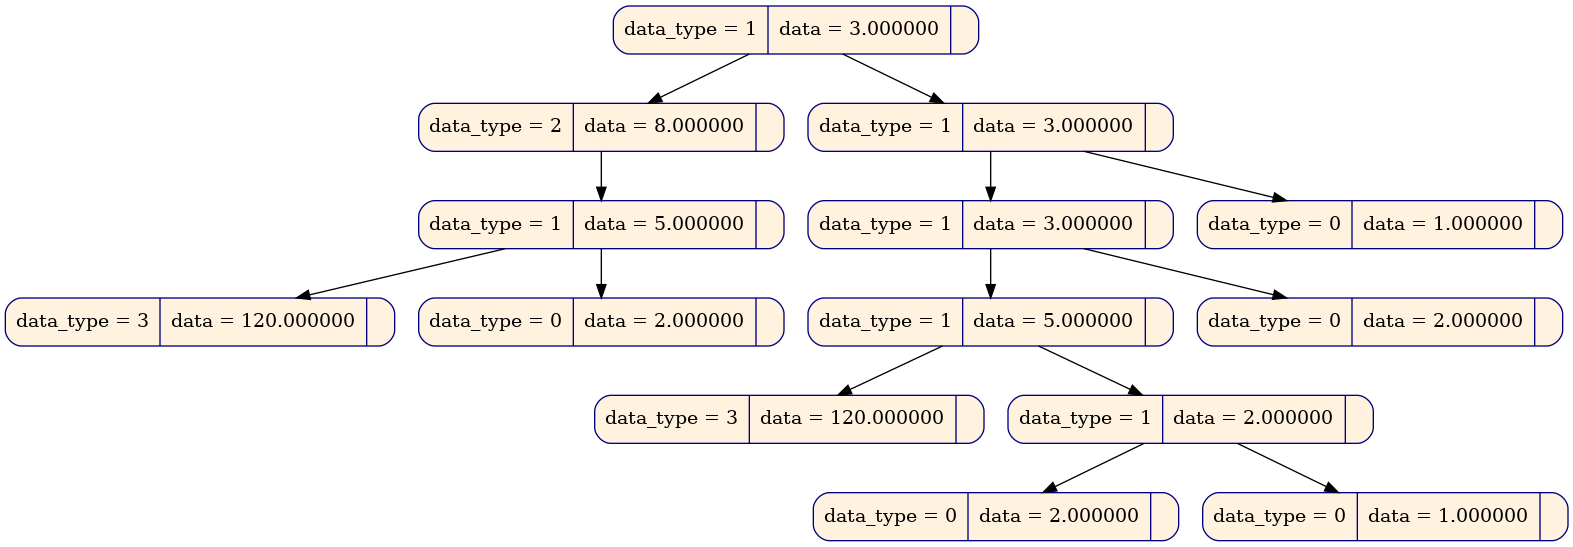 data_type = 1 data = 3.000000
data_type = 2 data = 8.000000 data_type = 1 data = 3.000000
data_type = 1 data = 5.000000 data_type = 1 data = 3.000000 data_type = 0 data = 1.000000
data_type = 3 data = 120.000000 data_type = 0 data = 2.000000 data_type = 1 data = 5.000000 data_type = 0 data = 2.000000
data_type = 3 data = 120.000000 data_type = 1 data = 2.000000
data_type = 0 data = 2.000000 data_type = 0 data = 1.000000